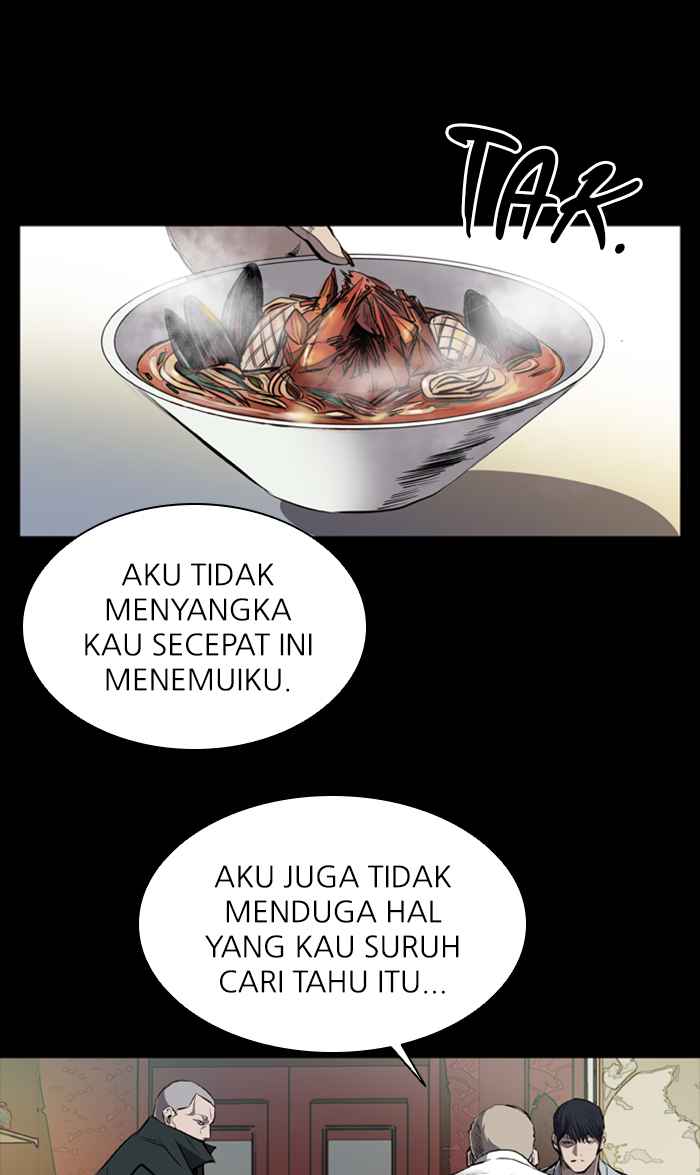 TAK.
AKU TIDAK
MENYANGKA
KAU SECEPAT INI
MENEMUIKU.
AKU JUGA TIDAK
MENDUGA HAL
YANG KAU SURUH
CARI TAHU ITU...